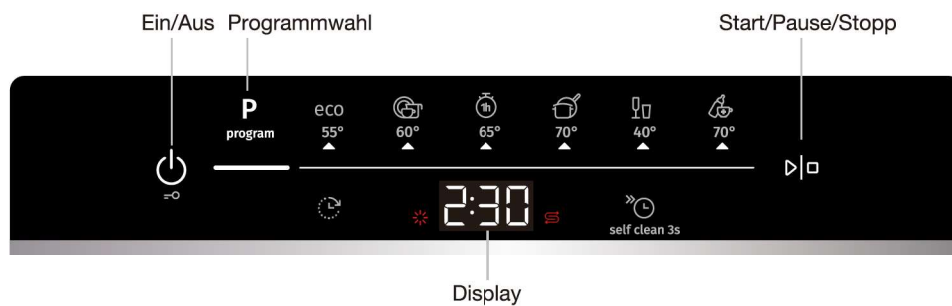 Ein/Aus Programmwahl Start/Pause/Stopp
P
program
eco
55° 60° 1h 65° 70° 40° 70°
2:30
self clean 3s
Display